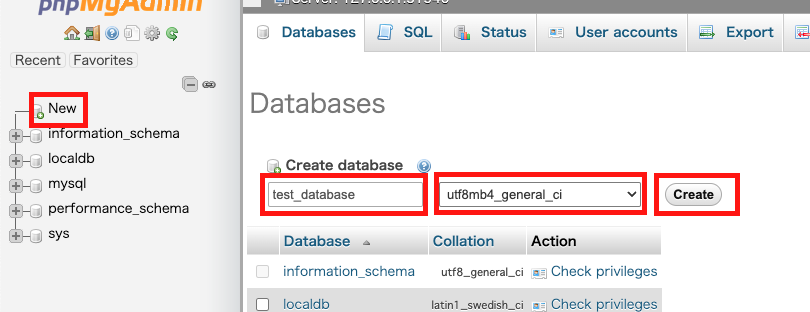 phpMyAdmin
Recent Favorites
New
information_schema
localdb
mysql
performance_schema
sys
Databases SQL Status User accounts Export
Databases
Create database
test_database utf8mb4_general_ci Create
Database Collation Action
information_schema utf8_general_ci Check privileges
localdb latin1_swedish_ci Check privileges